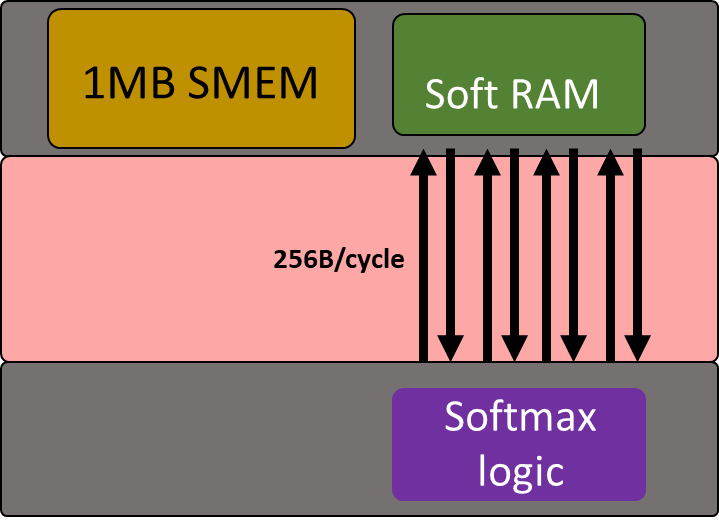 1MB SMEM
Soft RAM
256B/cycle
Softmax
logic